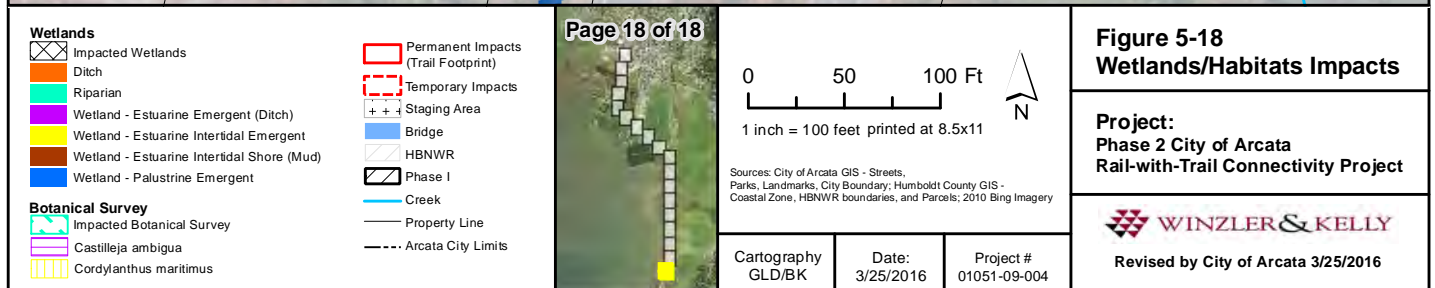 Wetlands
Impacted Wetlands
Ditch
Riparian
Wetland - Estuarine Emergent (Ditch)
Wetland - Estuarine Intertidal Emergent
Wetland - Estuarine Intertidal Shore (Mud)
Wetland - Palustrine Emergent
Botanical Survey
Impacted Botanical Survey
Castilleja ambigua
Cordylanthus maritimus
Permanent Impacts
(Trail Footprint)
Temporary Impacts
Staging Area
Bridge
HBNWR
Phase I
Creek
Property Line
Arcata City Limits
Page 18 of 18
0 50 100 Ft
N
1 inch = 100 feet printed at 8.5x11
Sources: City of Arcata GIS - Streets,
Parks, Landmarks, City Boundary; Humboldt County GIS -
Coastal Zone, HBNWR boundaries, and Parcels; 2010 Bing Imagery
Cartography
GLD/BK
Date:
3/25/2016
Project #
01051-09-004
Figure 5-18
Wetlands/Habitats Impacts
Project:
Phase 2 City of Arcata
Rail-with-Trail Connectivity Project
WINZLER & KELLY
Revised by City of Arcata 3/25/2016